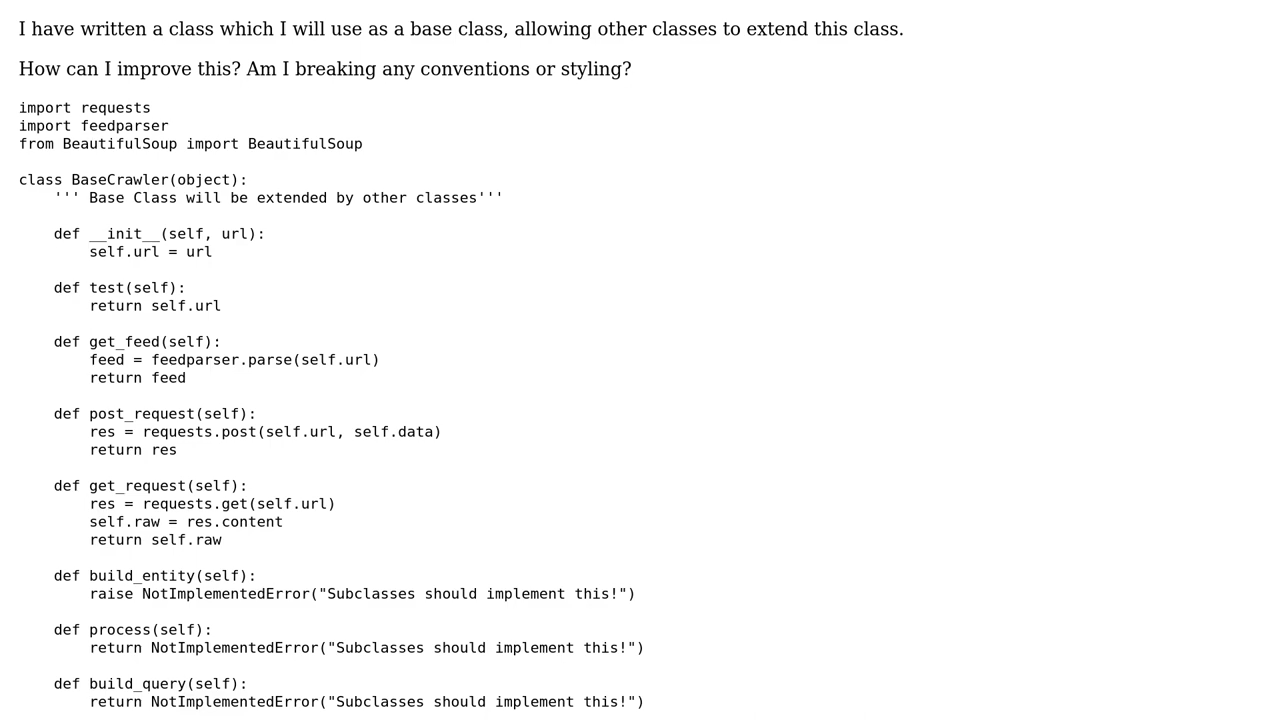 I have written a class which I will use as a base class, allowing other classes to extend this class.
How can I improve this? Am I breaking any conventions or styling?
import requests
import feedparser
from BeautifulSoup import BeautifulSoup
class BaseCrawler(object):
    ''' Base Class will be extended by other classes'''
    def __init__(self, url):
        self.url = url
    def test(self):
        return self.url
    def get_feed(self):
        feed = feedparser.parse(self.url)
        return feed
    def post_request(self):
        res = requests.post(self.url, self.data)
        return res
    def get_request(self):
        res = requests.get(self.url)
        self.raw = res.content
        return self.raw
    def build_entity(self):
        raise NotImplementedError("Subclasses should implement this!")
    def process(self):
        return NotImplementedError("Subclasses should implement this!")
    def build_query(self):
        return NotImplementedError("Subclasses should implement this!")